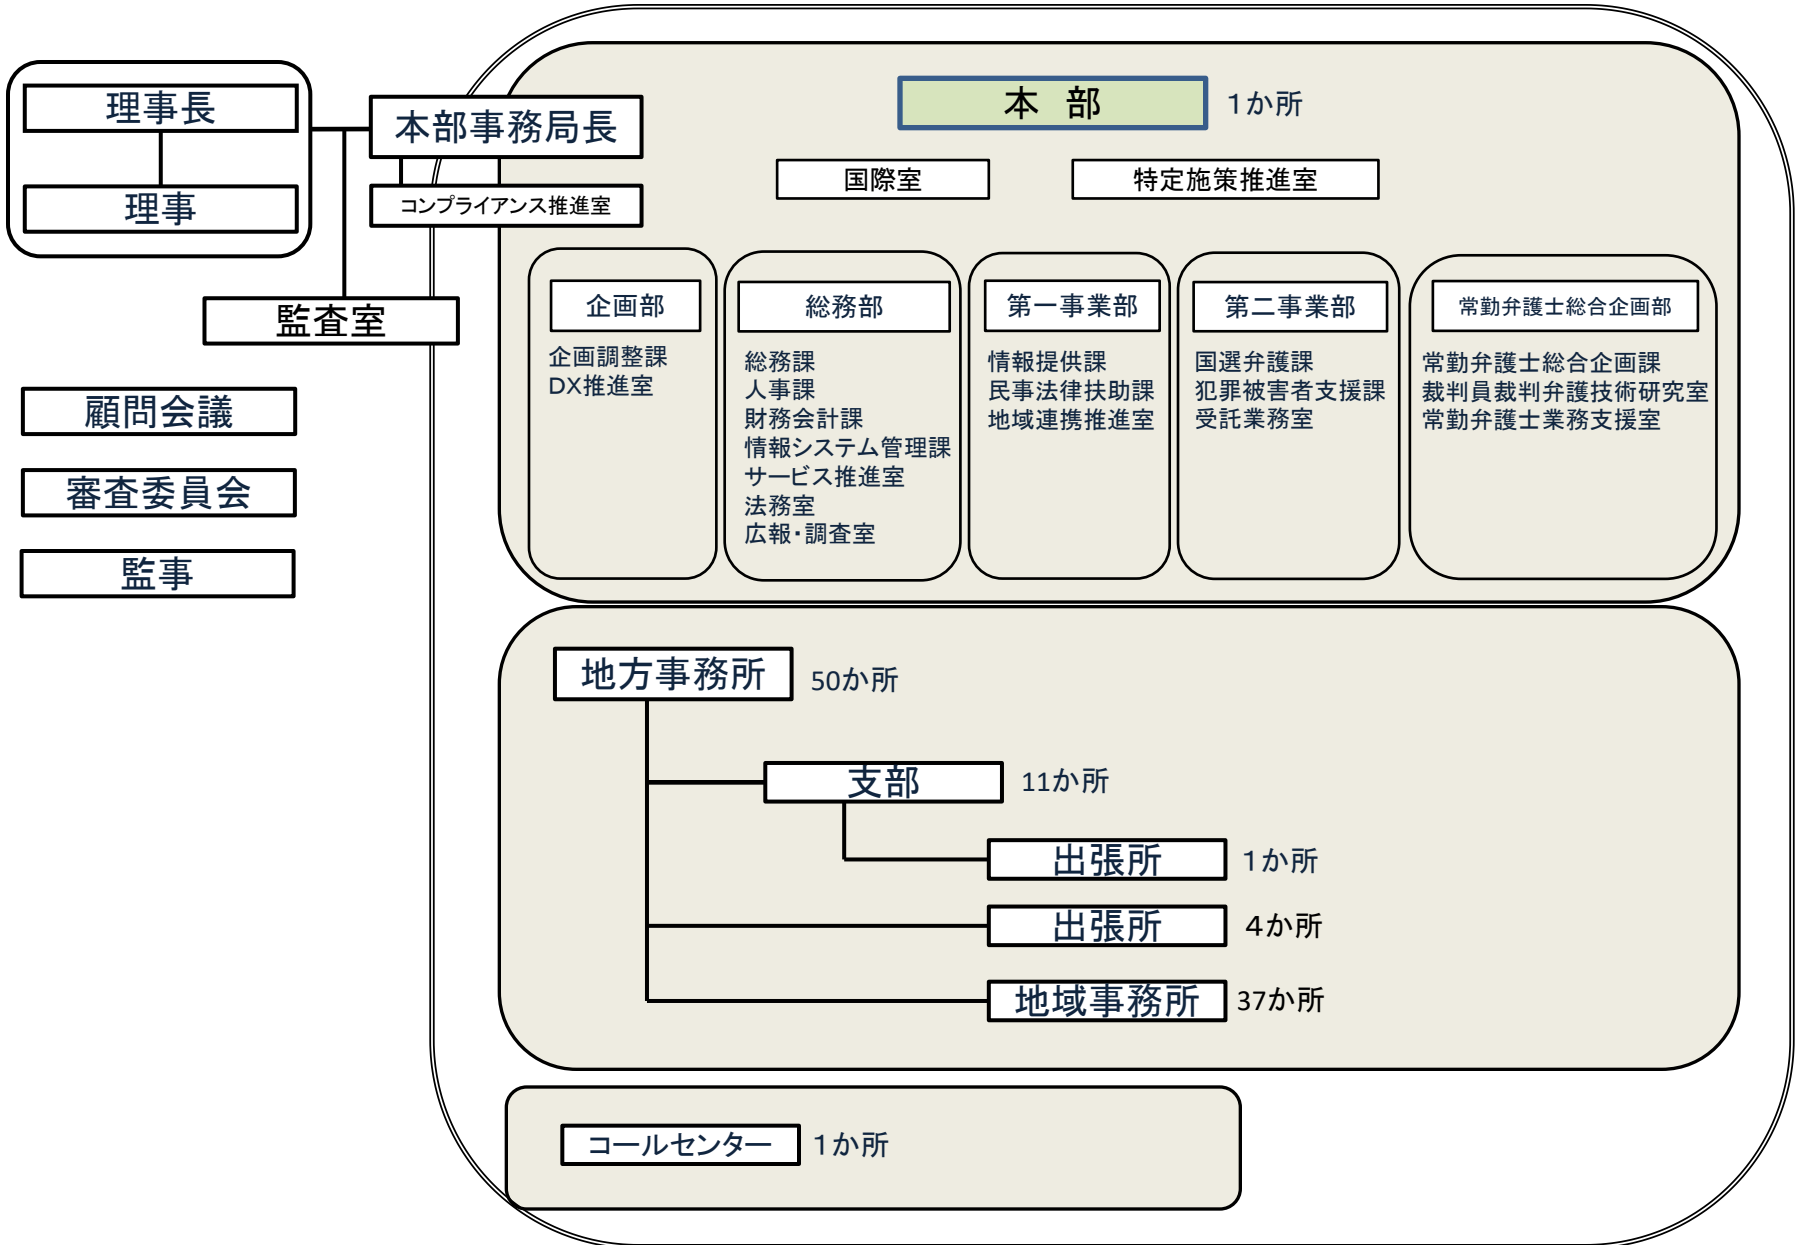 理事長
理事
本部事務局長
コンプライアンス推進室
監査室
顧問会議
審査委員会
監事
本 部
１か所
国際室
特定施策推進室
企画部
企画調整課
DX推進室
総務部
総務課
人事課
財務会計課
情報システム管理課
サービス推進室
法務室
広報・調査室
第一事業部
情報提供課
民事法律扶助課
地域連携推進室
第二事業部
国選弁護課
犯罪被害者支援課
受託業務室
常勤弁護士総合企画部
常勤弁護士総合企画課
裁判員裁判弁護技術研究室
常勤弁護士業務支援室
地方事務所
50か所
支部
11か所
出張所
１か所
出張所
４か所
地域事務所
37か所
コールセンター
１か所